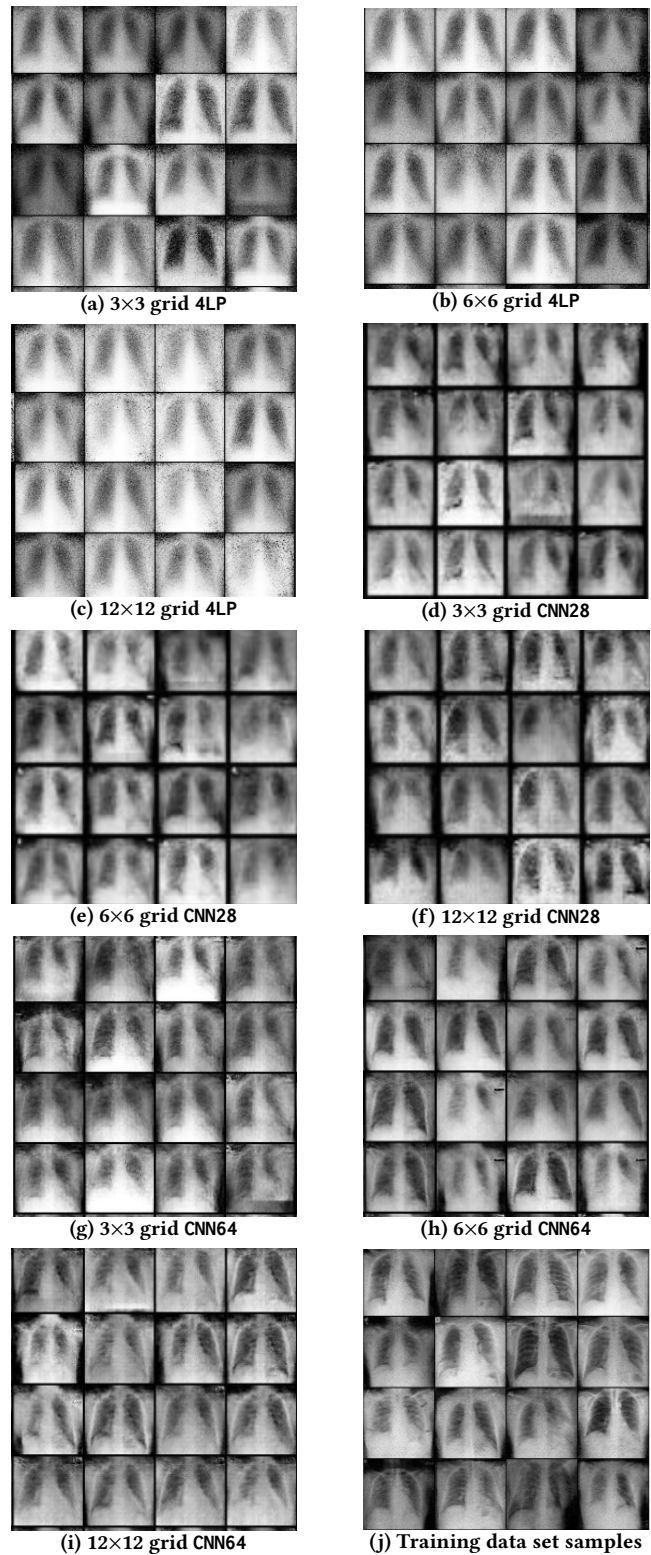 (a) 3×3 grid 4LP
(b) 6×6 grid 4LP
(c) 12×12 grid 4LP
(d) 3×3 grid CNN28
(e) 6×6 grid CNN28
(f) 12×12 grid CNN28
(g) 3×3 grid CNN64
(h) 6×6 grid CNN64
(i) 12×12 grid CNN64
(j) Training data set samples